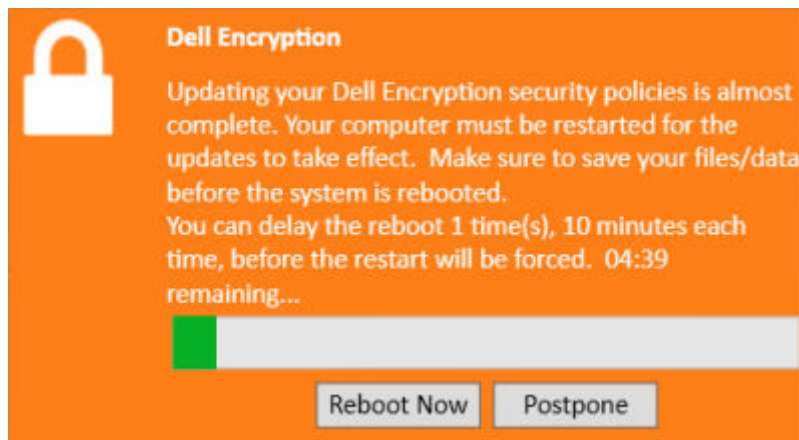 Dell Encryption
Updating your Dell Encryption security policies is almost
complete. Your computer must be restarted for the
updates to take effect.  Make sure to save your files/data
before the system is rebooted.
You can delay the reboot 1 time(s), 10 minutes each
time, before the restart will be forced.  04:39
remaining...
Reboot Now
Postpone